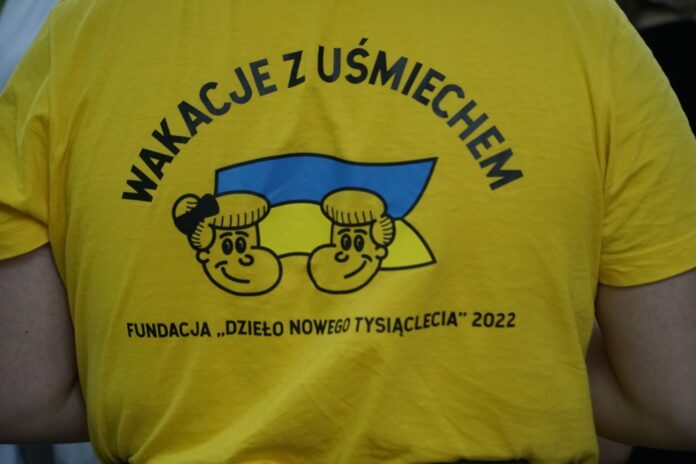 WAKACJE Z UŚMIECHEM
FUNDACJA „DZIEŁO NOWEGO TYSIĄCLECIA" 2022